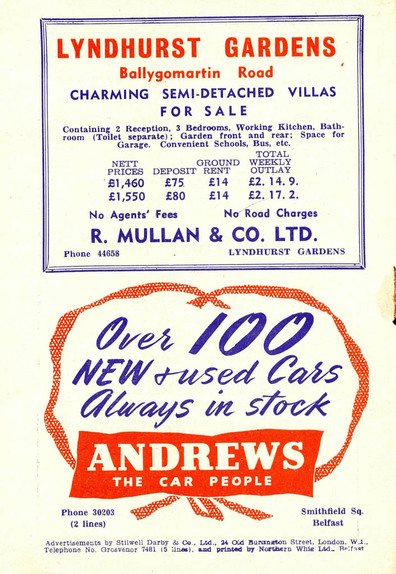 LYNDHURST GARDENS
Ballygomartin Road
CHARMING SEMI-DETACHED VILLAS
FOR SALE
Containing 2 Reception, 3 Bedrooms, Working Kitchen, Bath-
room (Toilet separate); Garden front and rear; Space for
Garage. Convenient Schools, Bus, etc.
NETT PRICES DEPOSIT GROUND RENT TOTAL WEEKLY OUTLAY
£1,460 £75 £14 £2. 14. 9.
£1,550 £80 £14 £2. 17. 2.
No Agents' Fees No Road Charges
R. MULLAN & CO. LTD.
Phone 44658 LYNDHURST GARDENS
Over 100
NEW & used Cars
Always in stock
ANDREWS
THE CAR PEOPLE
Phone 30203 Smithfield Sq.
(2 lines) Belfast
Advertisements by Stilwell Darby & Co., Ltd., 24 Old Burlington Street, London, W.1.,
Telephone No. Grosvenor 7481 (5 lines), and printed by Northern Whig Ltd., Belfast